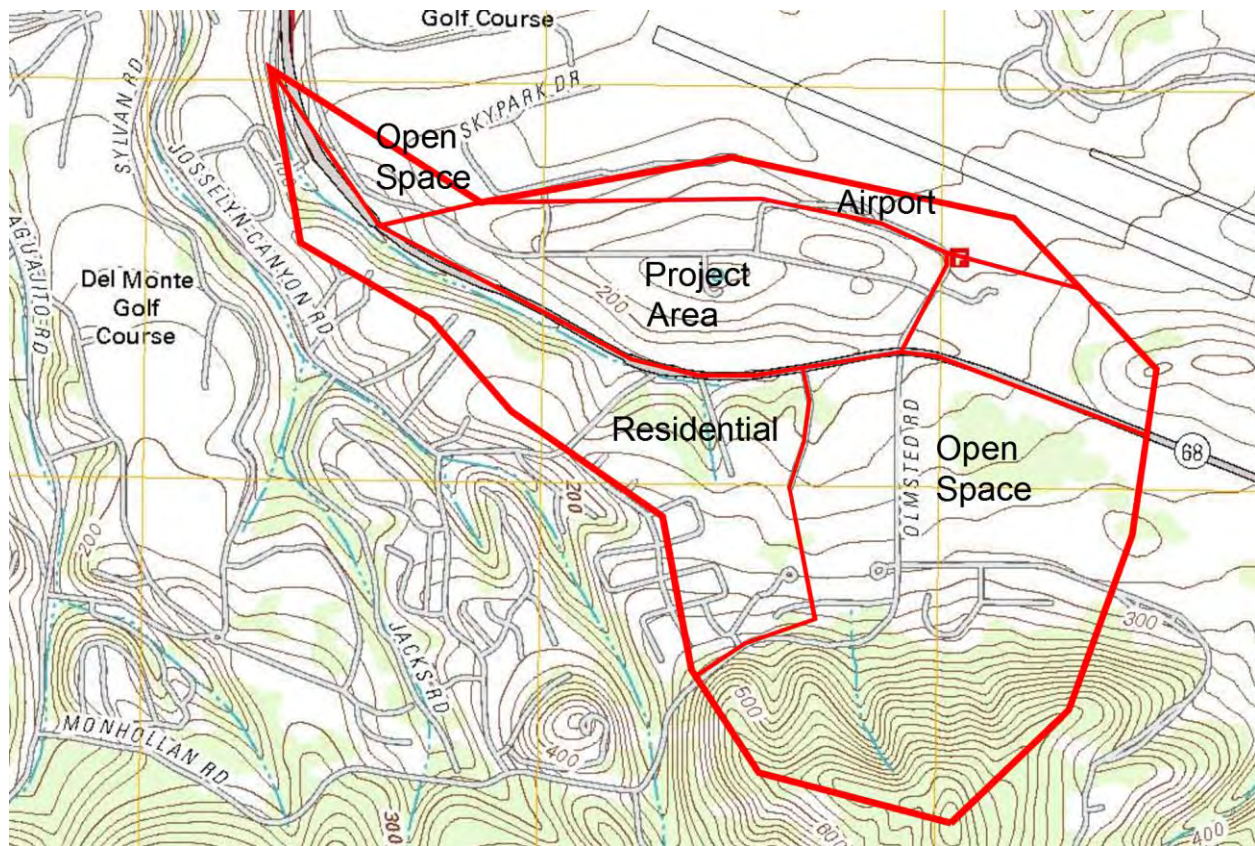 Golf Course
SYLVAN RD
JOSSELYN CANYON RD
SKYPARK DR
Open
Space
Airport
AGUAJITO RD
Del Monte
Golf
Course
Project
Area
200
Residential
OLMSTED RD
Open
Space
68
200
200
JACKS RD
300
MONHOLLAN RD
600
400
300
400